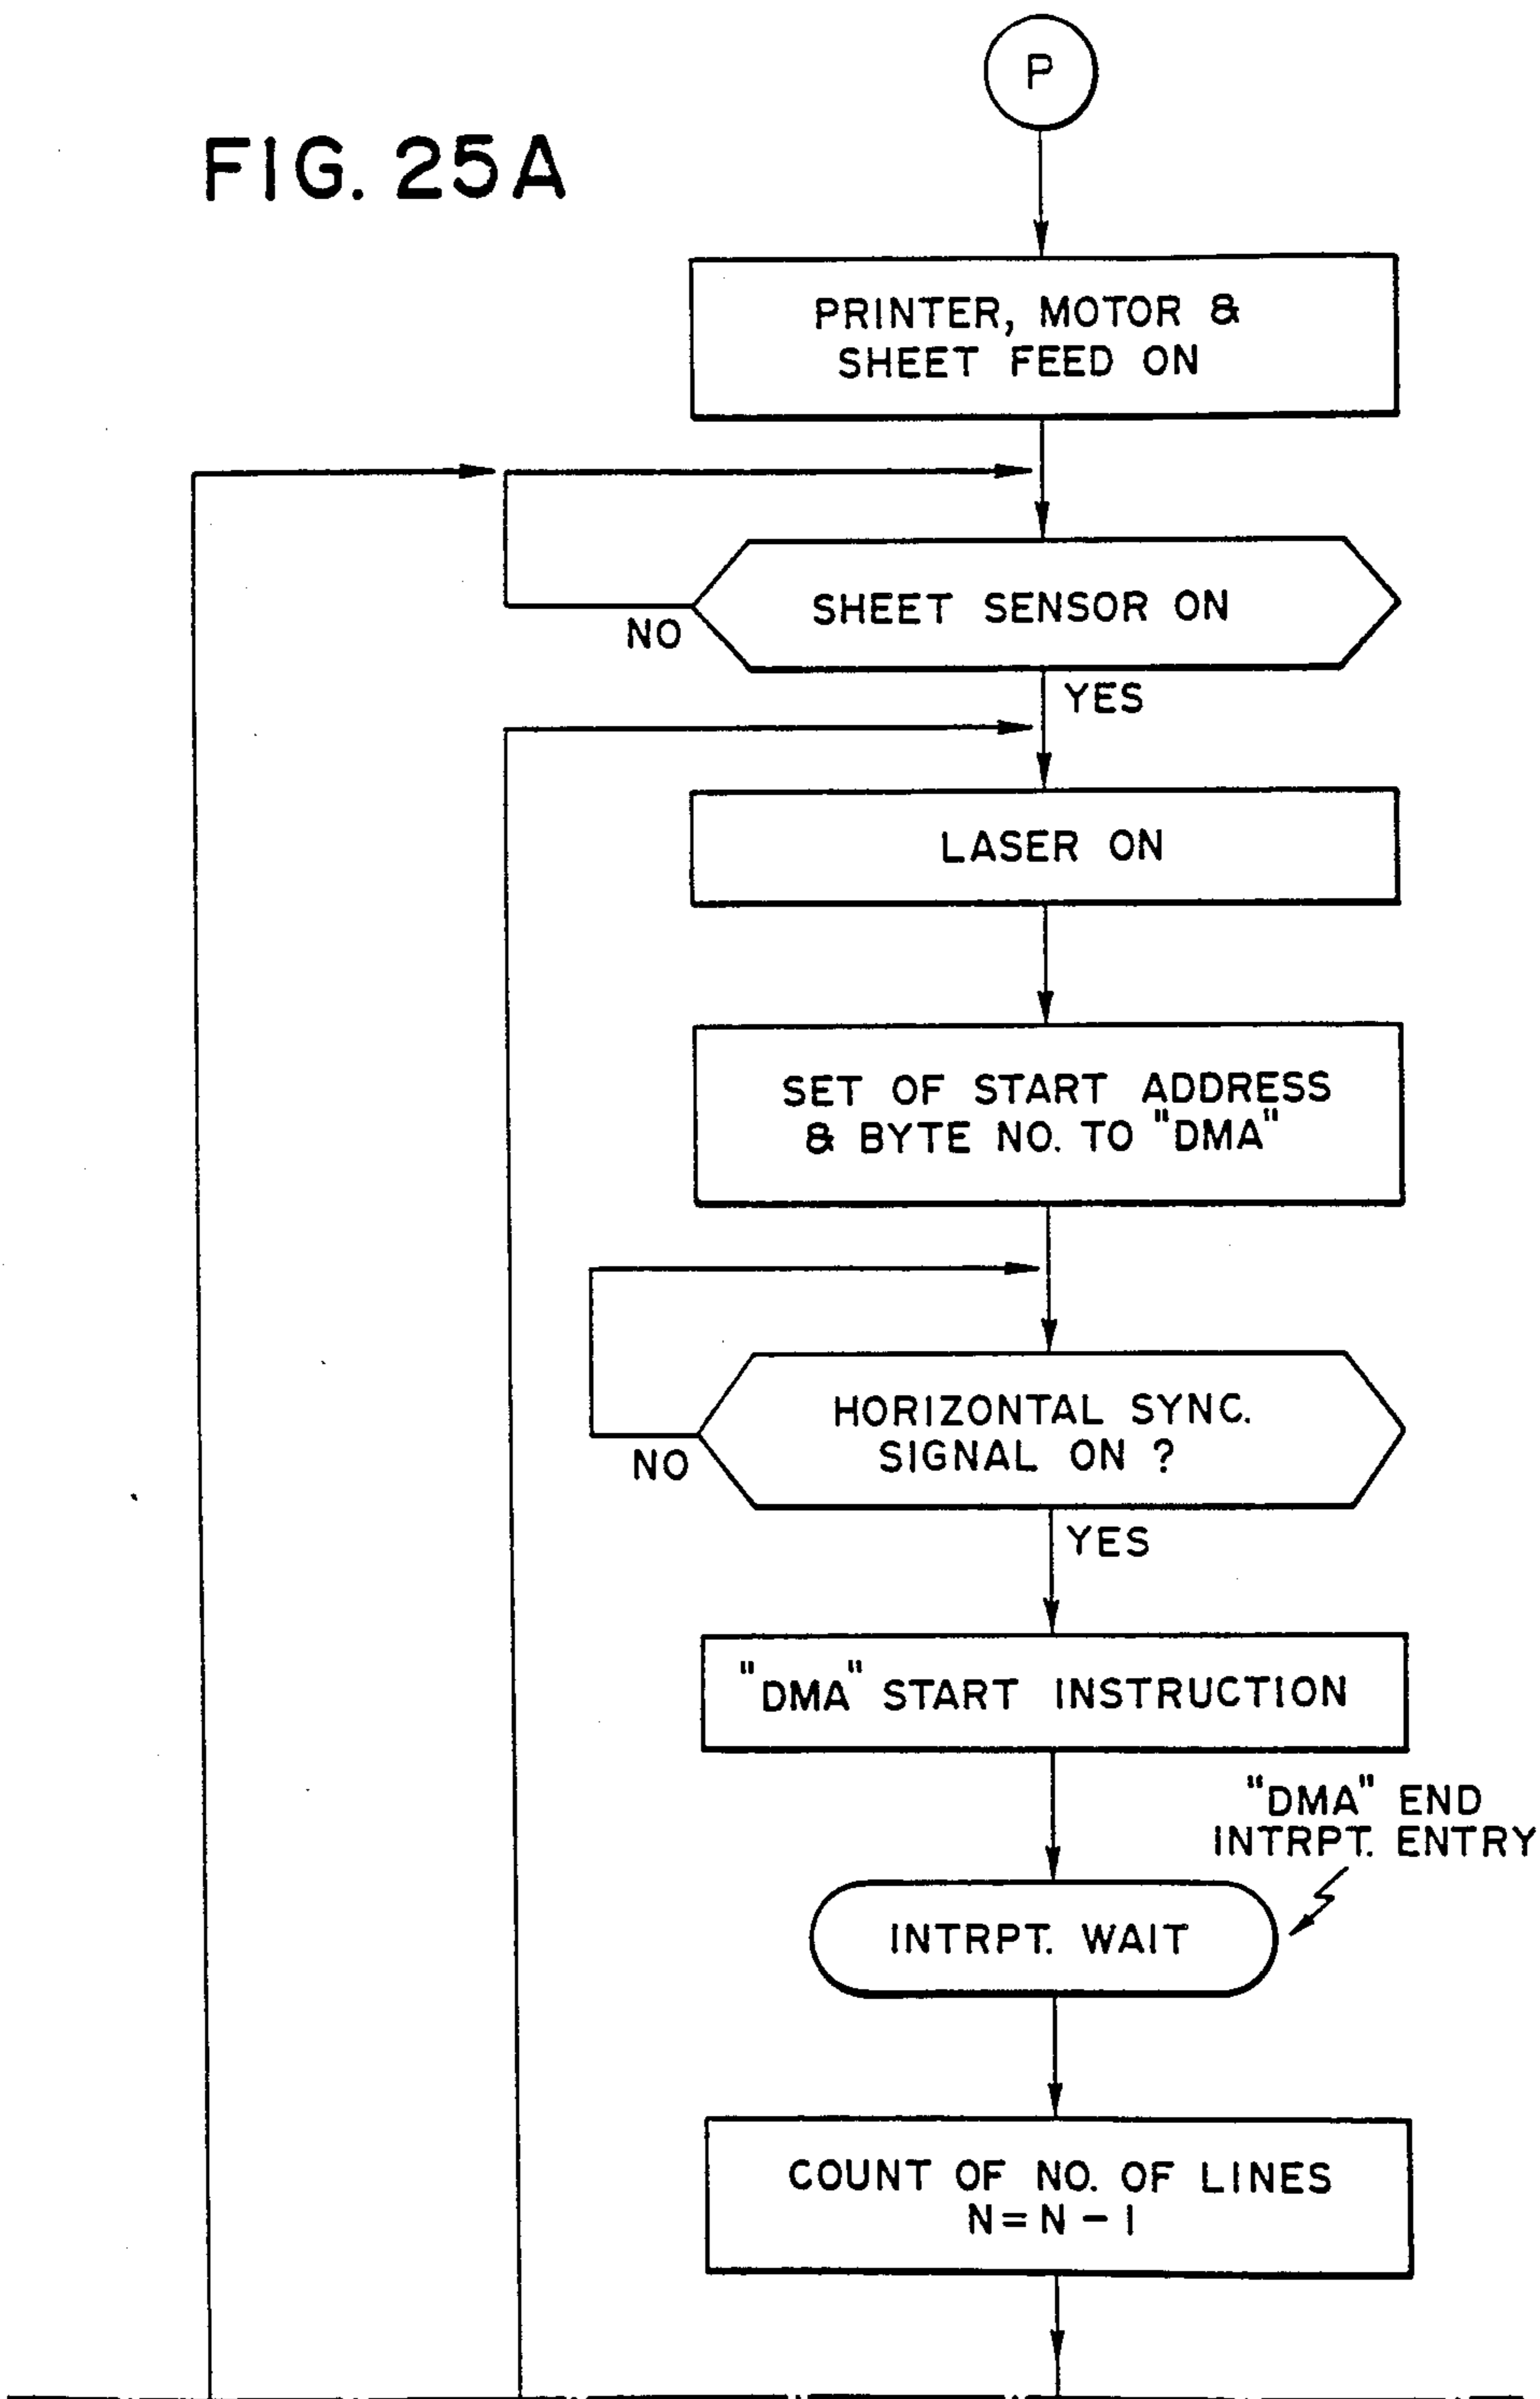 P
FIG. 25A
PRINTER, MOTOR &
SHEET FEED ON
SHEET SENSOR ON
NO
YES
LASER ON
SET OF START ADDRESS
& BYTE NO. TO "DMA"
HORIZONTAL SYNC.
SIGNAL ON ?
NO
YES
"DMA" START INSTRUCTION
"DMA" END
INTRPT. ENTRY
INTRPT. WAIT
COUNT OF NO. OF LINES
N = N - 1